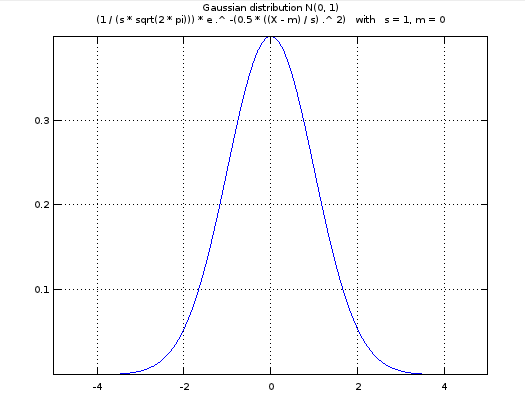 Gaussian distribution N(0, 1)
(1 / (s * sqrt(2 * pi))) * e .^ -(0.5 * ((X - m) / s) .^ 2)   with   s = 1, m = 0
0.3
0.2
0.1
-4 -2 0 2 4